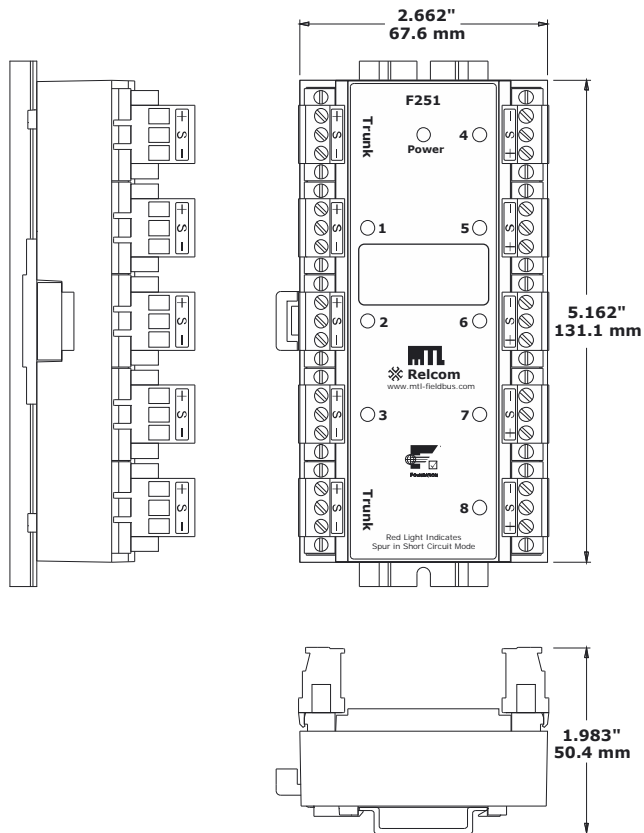 2.662"
67.6 mm
F251
Trunk
Power
4
+ S −
− S +
1
5
+ S −
+ S −
− S +
5.162"
131.1 mm
2
6
+ S −
+ S −
− S +
MTL
Relcom
www.mtl-fieldbus.com
3
7
+ S −
+ S −
− S +
FOUNDATION
Trunk
8
+ S −
+ S −
− S +
Red Light Indicates
Spur in Short Circuit Mode
+ S −
1.983"
50.4 mm